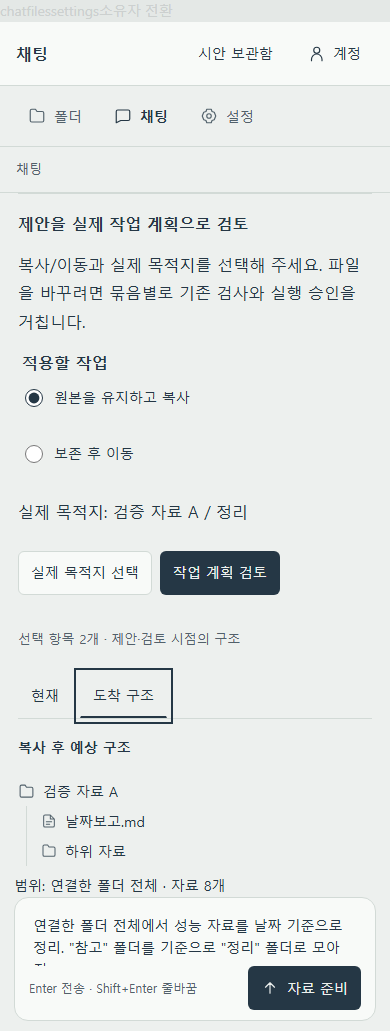 chatfilessettings소유자 전환
채팅
시안 보관함
계정
폴더
채팅
설정
채팅
제안을 실제 작업 계획으로 검토
복사/이동과 실제 목적지를 선택해 주세요. 파일
을 바꾸려면 묶음별로 기존 검사와 실행 승인을
거칩니다.
적용할 작업
원본을 유지하고 복사
보존 후 이동
실제 목적지: 검증 자료 A / 정리
실제 목적지 선택
작업 계획 검토
선택 항목 2개 · 제안·검토 시점의 구조
현재
도착 구조
복사 후 예상 구조
검증 자료 A
날짜보고.md
하위 자료
범위: 연결한 폴더 전체 · 자료 8개
연결한 폴더 전체에서 성능 자료를 날짜 기준으로
정리. "참고" 폴더를 기준으로 "정리" 폴더로 모아
Enter 전송 · Shift+Enter 줄바꿈
자료 준비